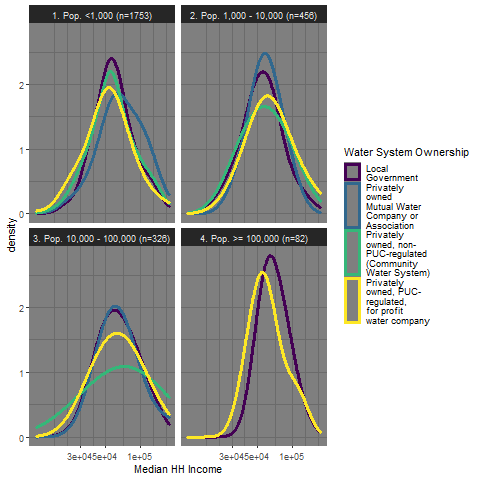 1. Pop. <1,000 (n=1753)
2. Pop. 1,000 - 10,000 (n=456)
2
1
0
density
3. Pop. 10,000 - 100,000 (n=326)
4. Pop. >= 100,000 (n=82)
2
1
0
3e+045e+04 1e+05
3e+045e+04 1e+05
Median HH Income
Water System Ownership
Local
Government
Privately
owned
Mutual Water
Company or
Association
Privately
owned, non-
PUC-regulated
(Community
Water System)
Privately
owned, PUC-
regulated,
for profit
water company